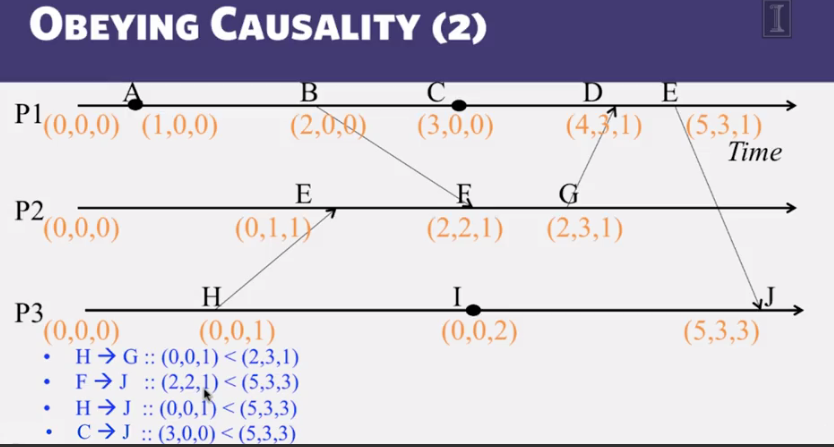 OBEYING CAUSALITY (2)
I
A B C D E
P1 (0,0,0) (1,0,0) (2,0,0) (3,0,0) (4,3,1) (5,3,1)
Time
E F G
P2 (0,0,0) (0,1,1) (2,2,1) (2,3,1)
H I J
P3 (0,0,0) (0,0,1) (0,0,2) (5,3,3)
• H → G :: (0,0,1) < (2,3,1)
• F → J :: (2,2,1) < (5,3,3)
• H → J :: (0,0,1) < (5,3,3)
• C → J :: (3,0,0) < (5,3,3)